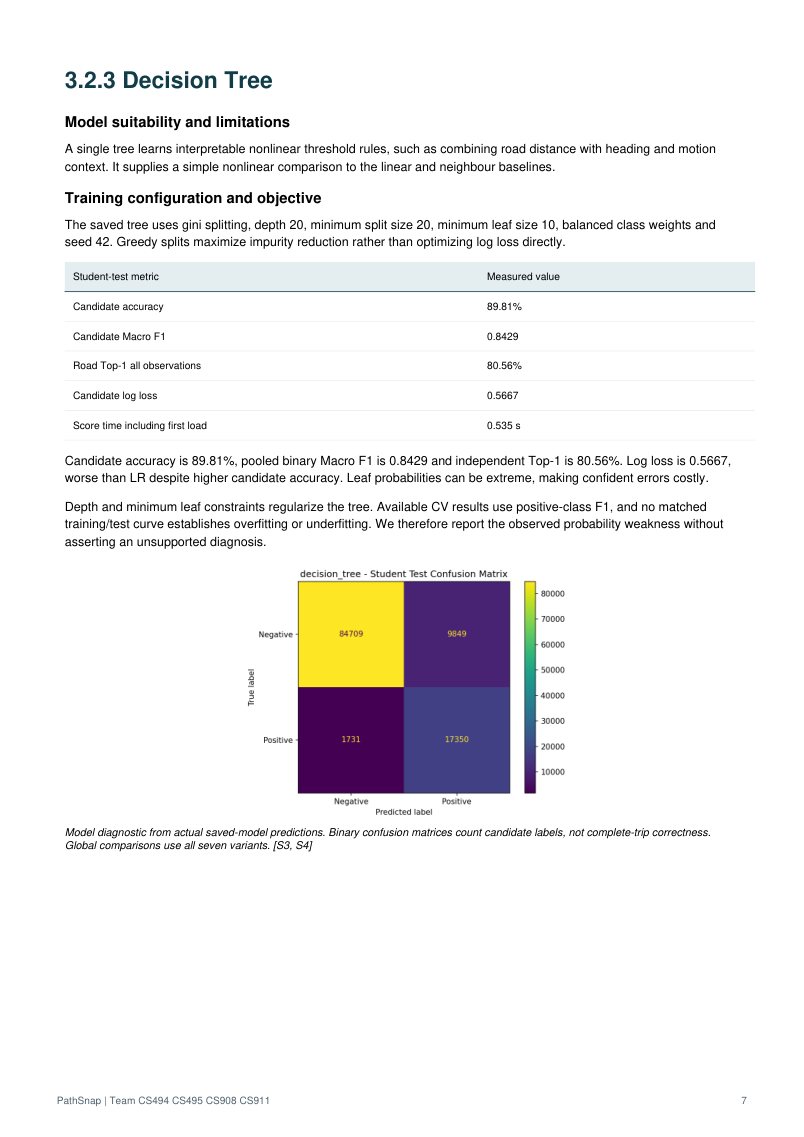 3.2.3 Decision Tree
Model suitability and limitations
A single tree learns interpretable nonlinear threshold rules, such as combining road distance with heading and motion
context. It supplies a simple nonlinear comparison to the linear and neighbour baselines.
Training configuration and objective
The saved tree uses gini splitting, depth 20, minimum split size 20, minimum leaf size 10, balanced class weights and
seed 42. Greedy splits maximize impurity reduction rather than optimizing log loss directly.
Student-test metric Measured value
Candidate accuracy 89.81%
Candidate Macro F1 0.8429
Road Top-1 all observations 80.56%
Candidate log loss 0.5667
Score time including first load 0.535 s
Candidate accuracy is 89.81%, pooled binary Macro F1 is 0.8429 and independent Top-1 is 80.56%. Log loss is 0.5667,
worse than LR despite higher candidate accuracy. Leaf probabilities can be extreme, making confident errors costly.
Depth and minimum leaf constraints regularize the tree. Available CV results use positive-class F1, and no matched
training/test curve establishes overfitting or underfitting. We therefore report the observed probability weakness without
asserting an unsupported diagnosis.
decision_tree - Student Test Confusion Matrix
True label
Negative 84709 9849
Positive 1731 17350
Negative Positive
Predicted label
80000
70000
60000
50000
40000
30000
20000
10000
Model diagnostic from actual saved-model predictions. Binary confusion matrices count candidate labels, not complete-trip correctness.
Global comparisons use all seven variants. [S3, S4]
PathSnap | Team CS494 CS495 CS908 CS911 7